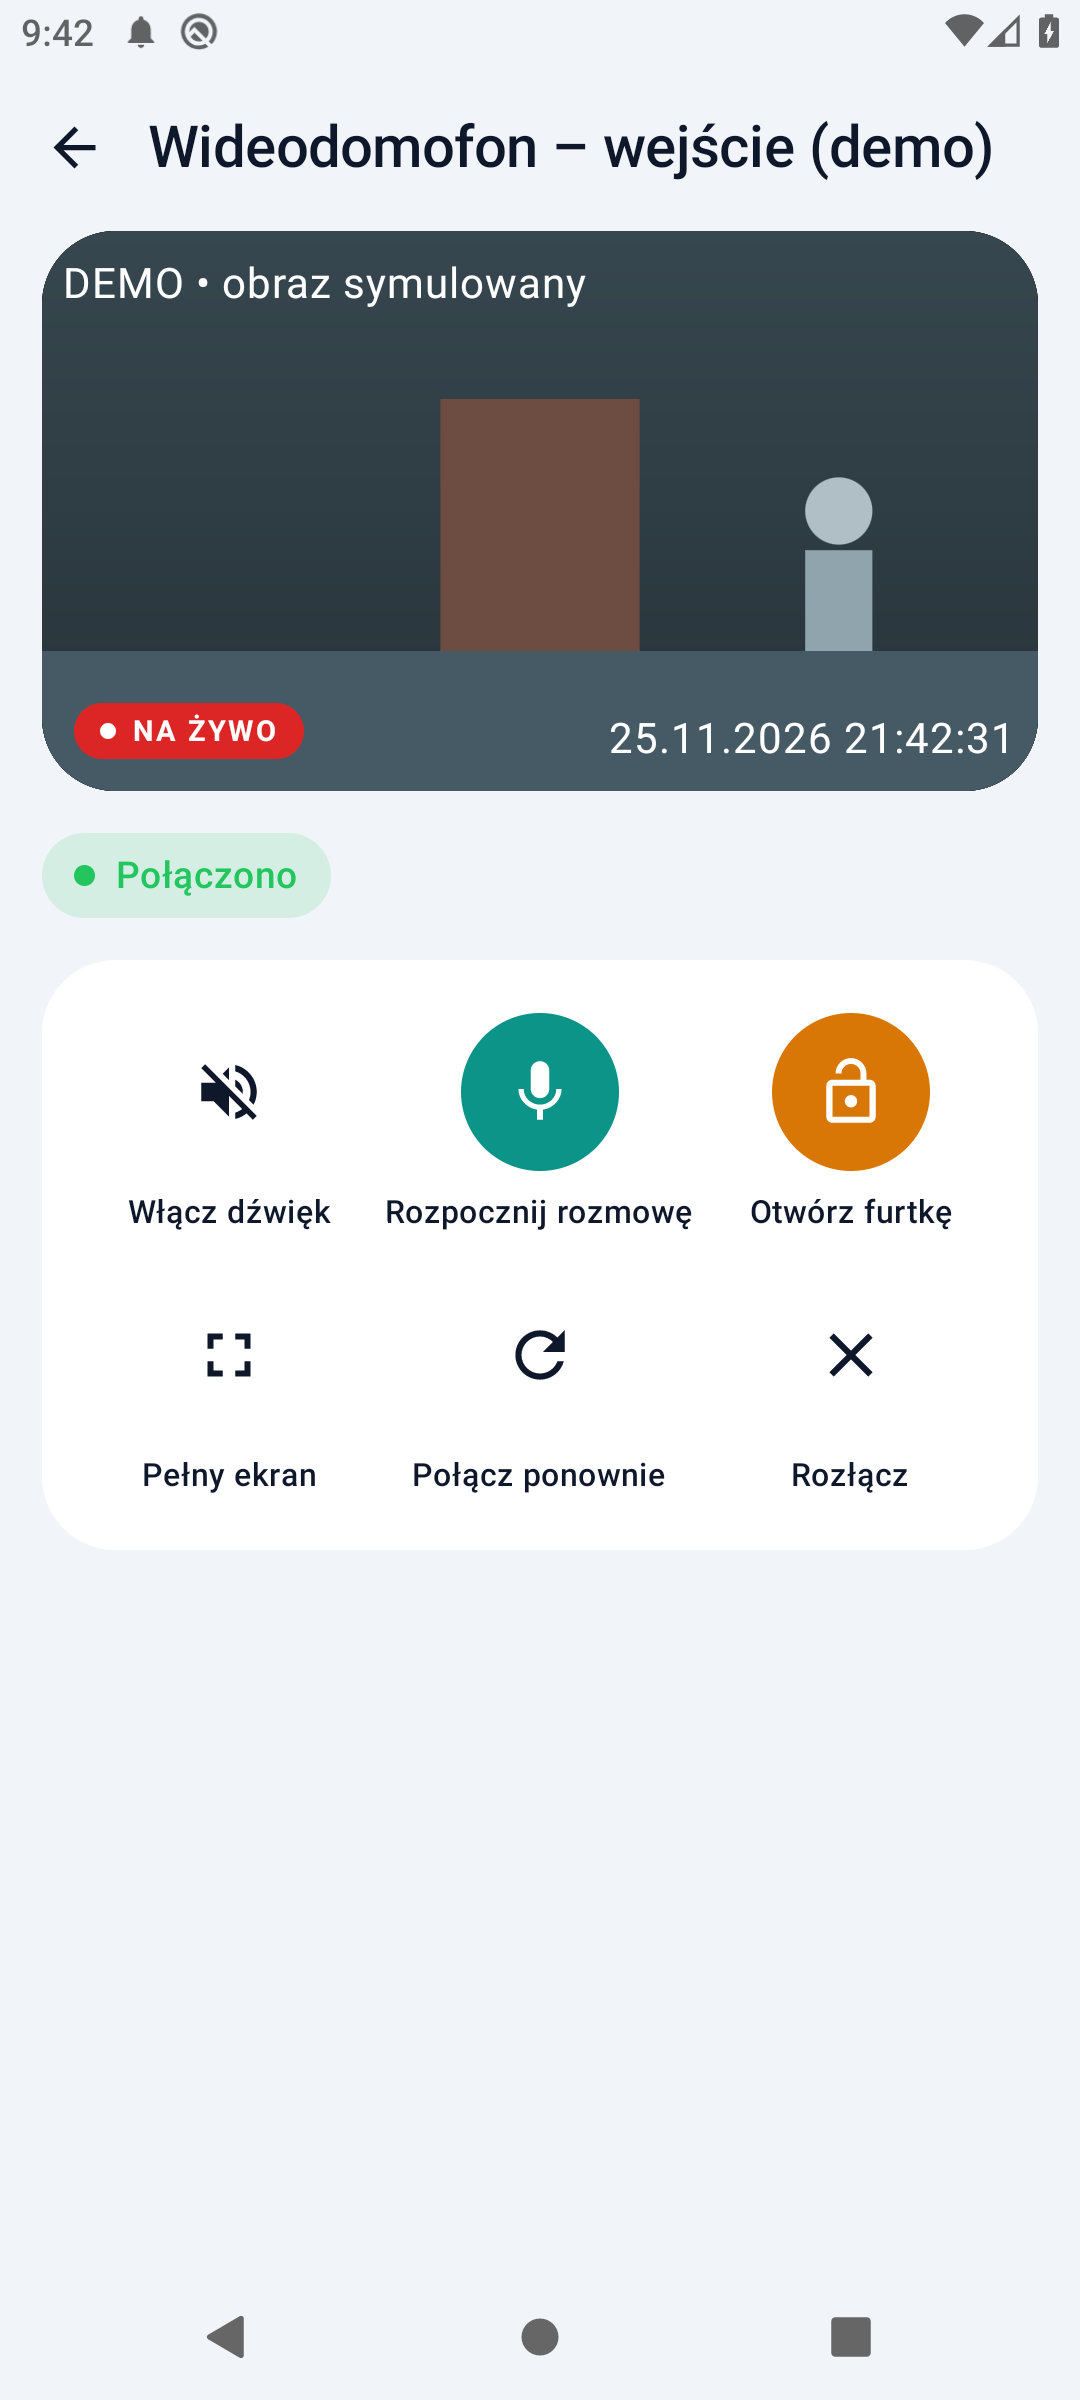 9:42
Wideodomofon – wejście (demo)
DEMO • obraz symulowany
NA ŻYWO
25.11.2026 21:42:31
Połączono
Włącz dźwięk
Rozpocznij rozmowę
Otwórz furtkę
Pełny ekran
Połącz ponownie
Rozłącz